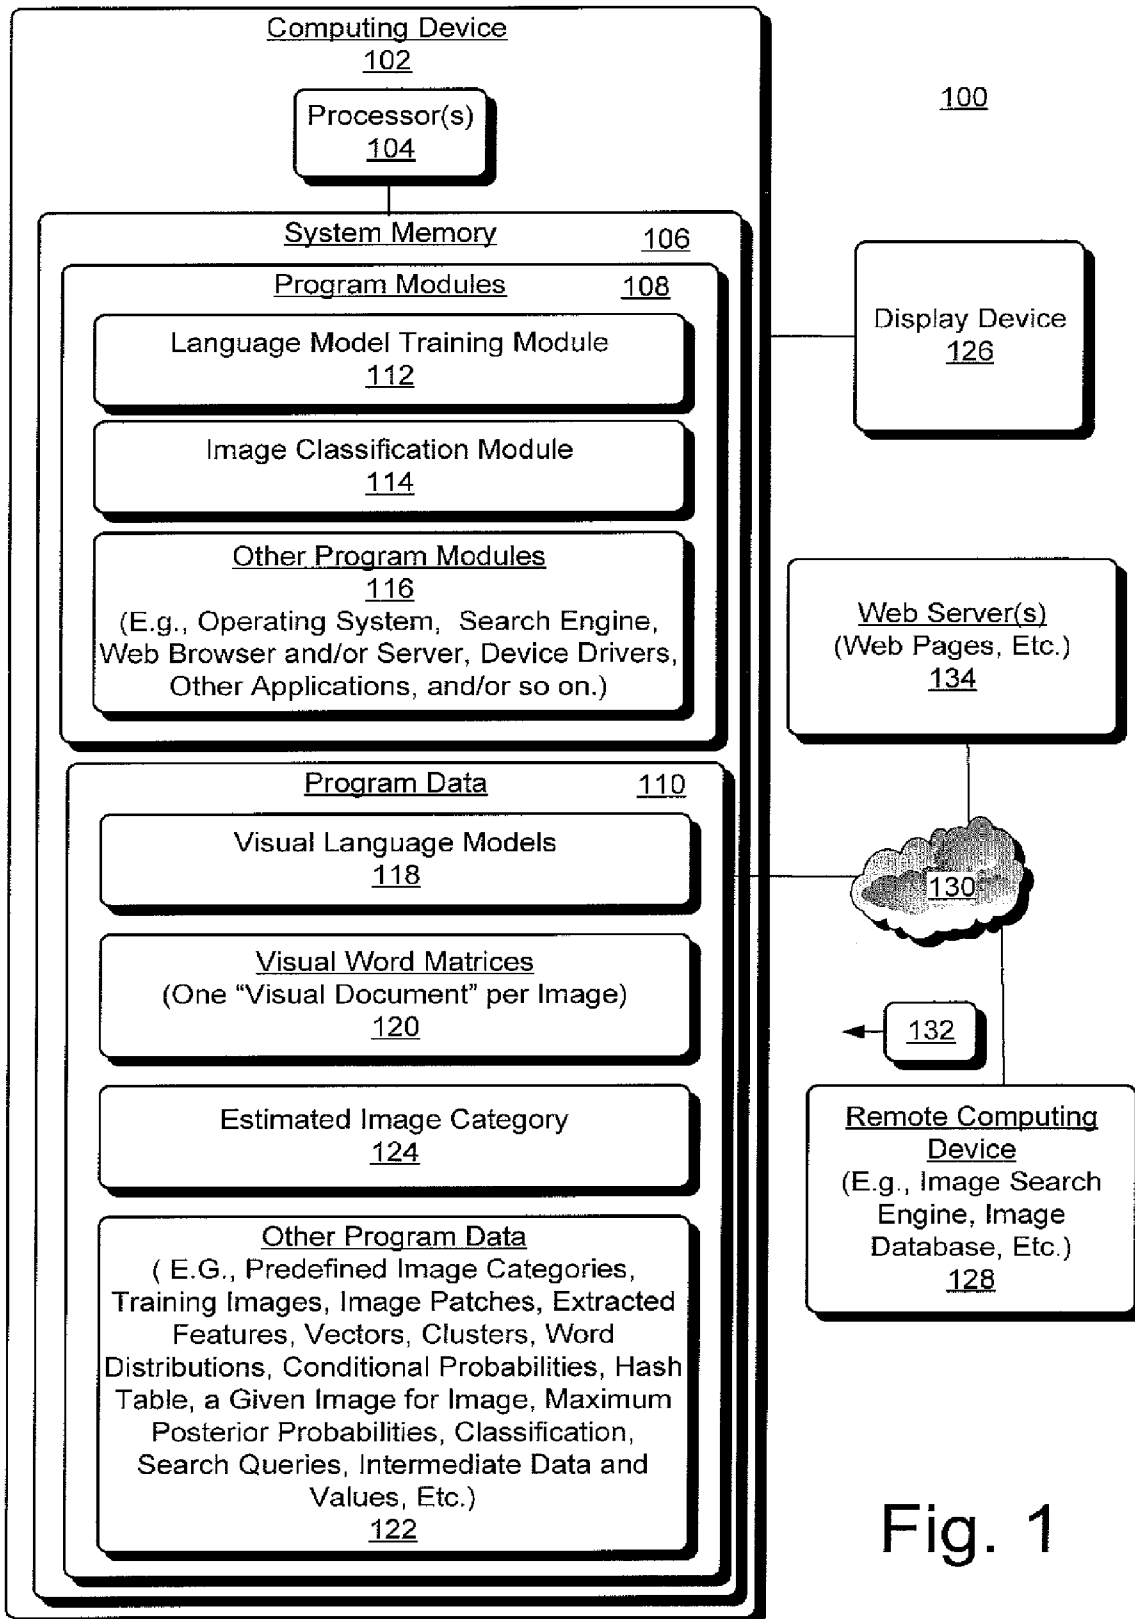 Computing Device
102
100
Processor(s)
104
System Memory 106
Program Modules 108
Language Model Training Module
112
Image Classification Module
114
Other Program Modules
116
(E.g., Operating System, Search Engine,
Web Browser and/or Server, Device Drivers,
Other Applications, and/or so on.)
Program Data 110
Visual Language Models
118
Visual Word Matrices
(One “Visual Document” per Image)
120
Estimated Image Category
124
Other Program Data
( E.G., Predefined Image Categories,
Training Images, Image Patches, Extracted
Features, Vectors, Clusters, Word
Distributions, Conditional Probabilities, Hash
Table, a Given Image for Image, Maximum
Posterior Probabilities, Classification,
Search Queries, Intermediate Data and
Values, Etc.)
122
Display Device
126
Web Server(s)
(Web Pages, Etc.)
134
130
132
Remote Computing
Device
(E.g., Image Search
Engine, Image
Database, Etc.)
128
Fig. 1